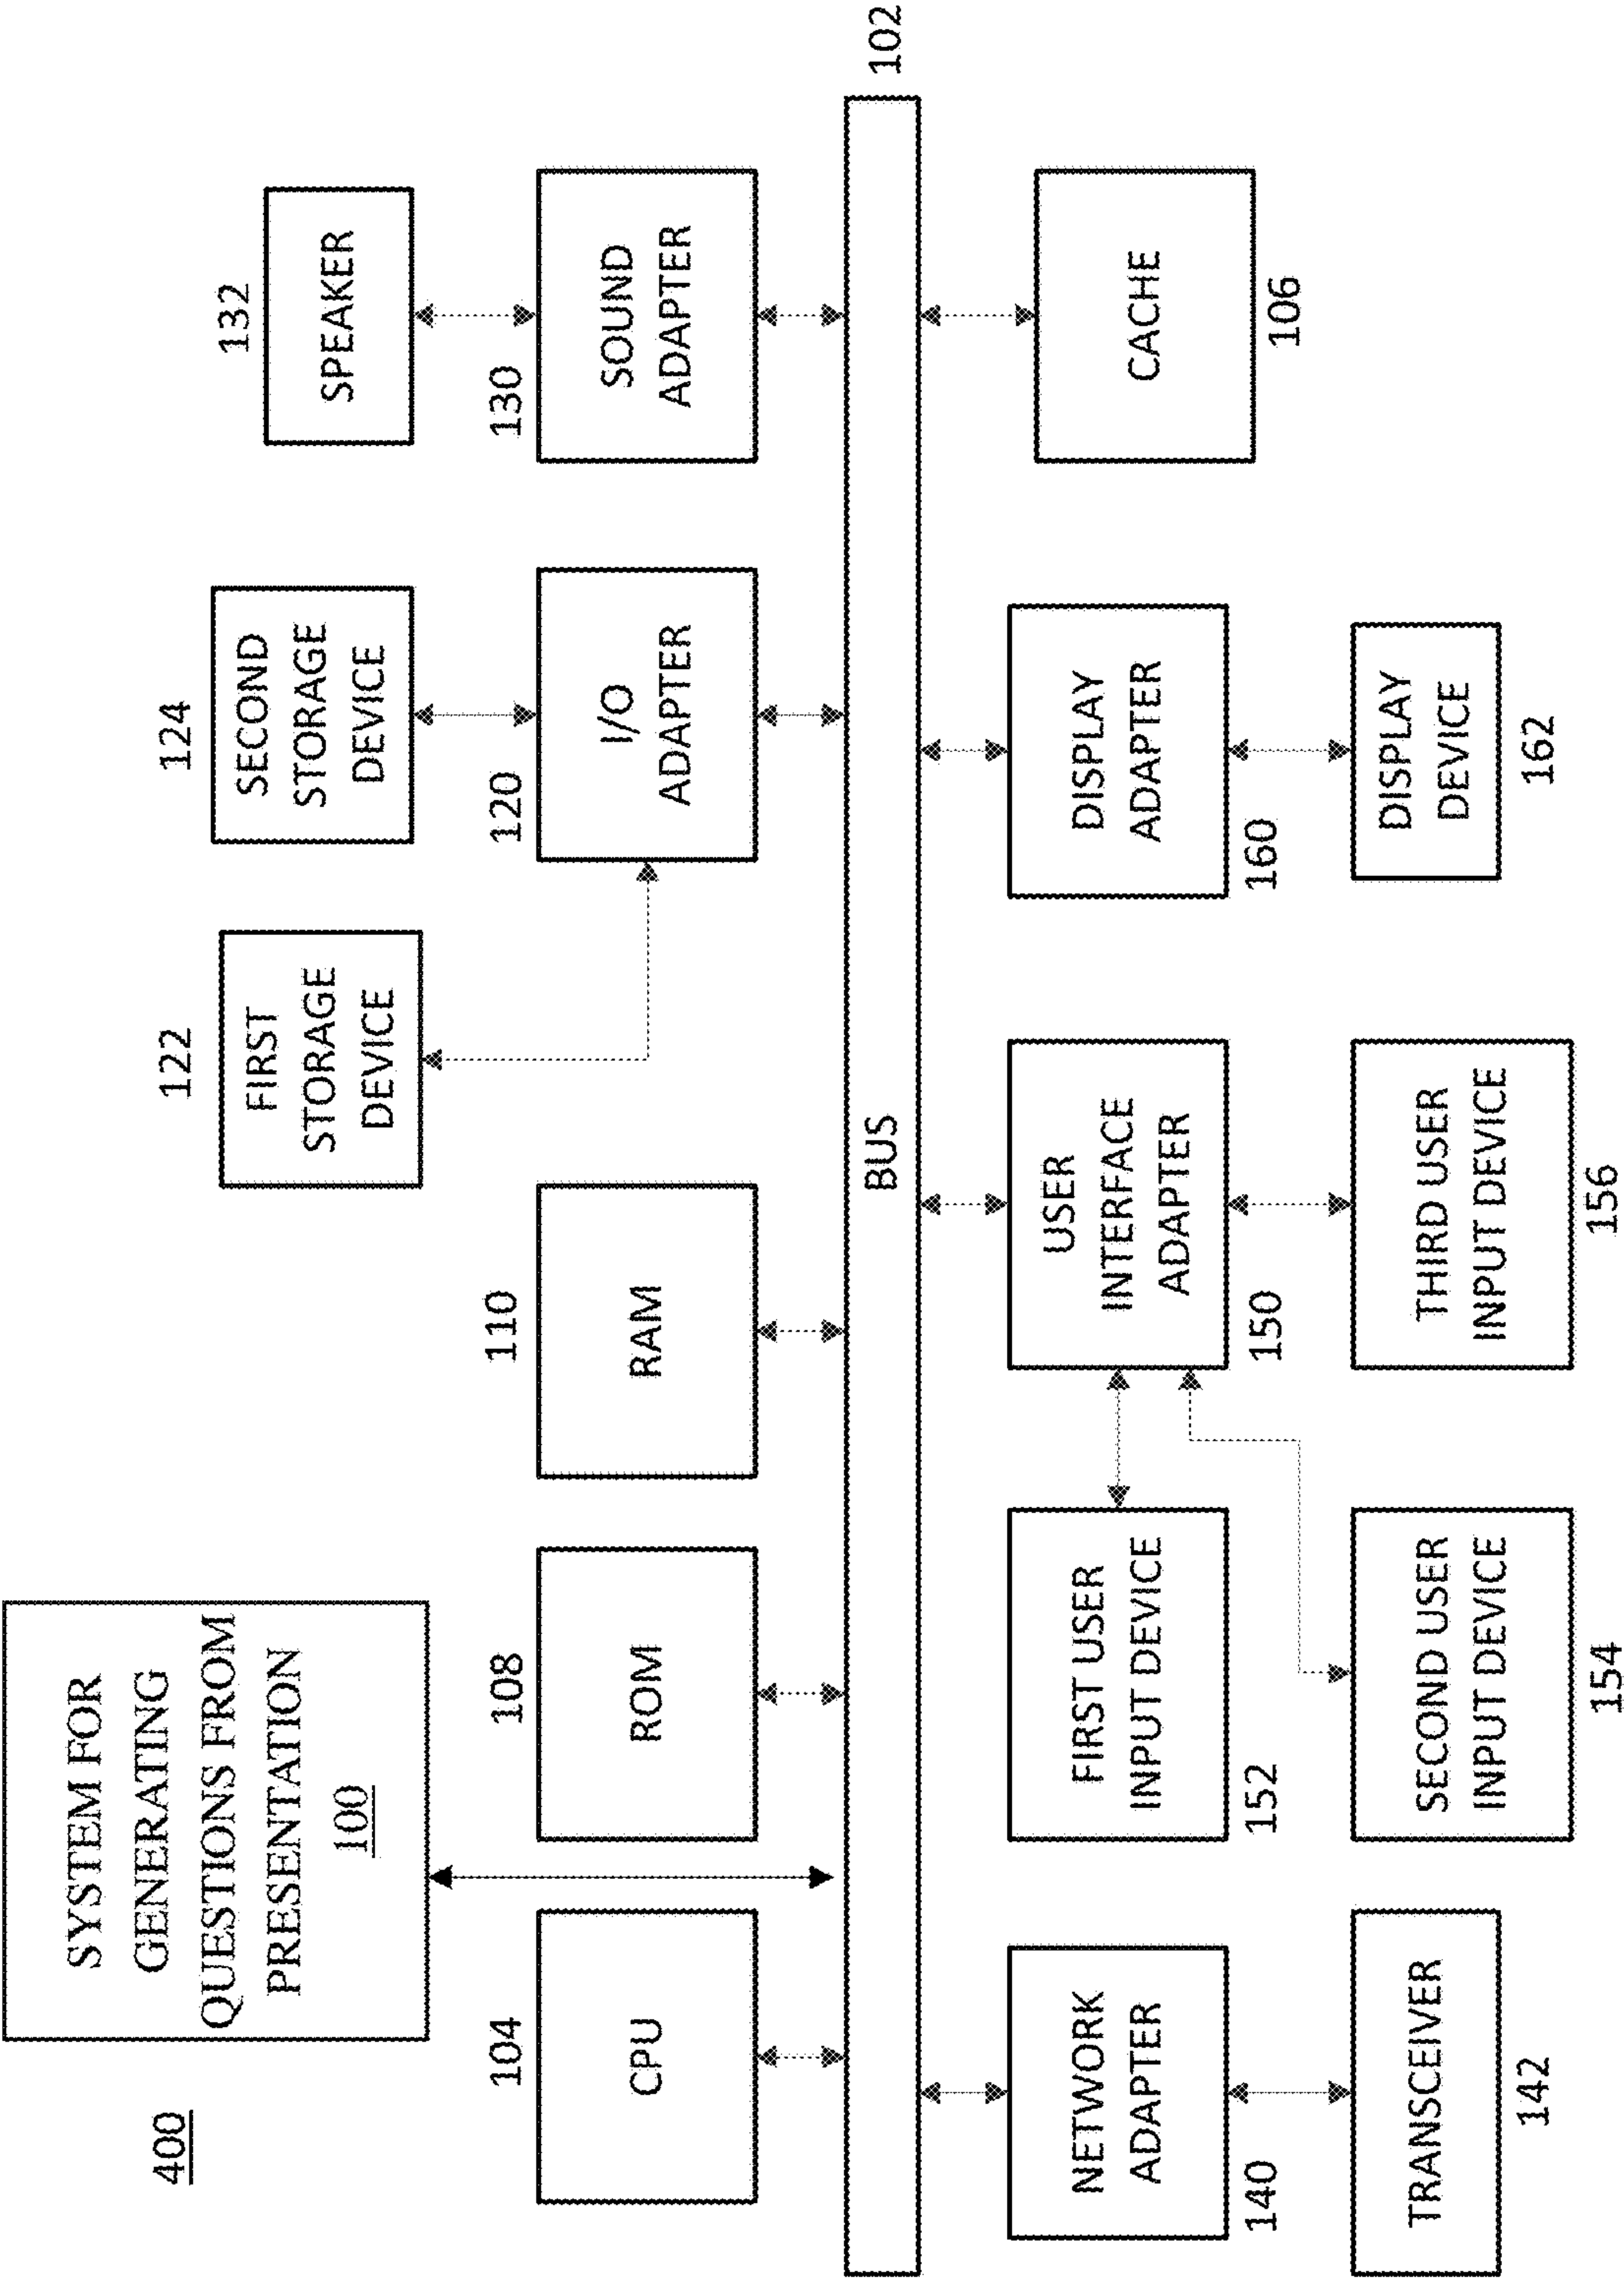 400
SYSTEM FOR
GENERATING
QUESTIONS FROM
PRESENTATION
100
122
FIRST
STORAGE
DEVICE
124
SECOND
STORAGE
DEVICE
132
SPEAKER
104
CPU
108
ROM
110
RAM
120
I/O
ADAPTER
130
SOUND
ADAPTER
BUS
102
NETWORK
ADAPTER
140
FIRST USER
INPUT DEVICE
152
USER
INTERFACE
ADAPTER
150
DISPLAY
ADAPTER
160
CACHE
106
TRANSCEIVER
142
SECOND USER
INPUT DEVICE
154
THIRD USER
INPUT DEVICE
156
DISPLAY
DEVICE
162